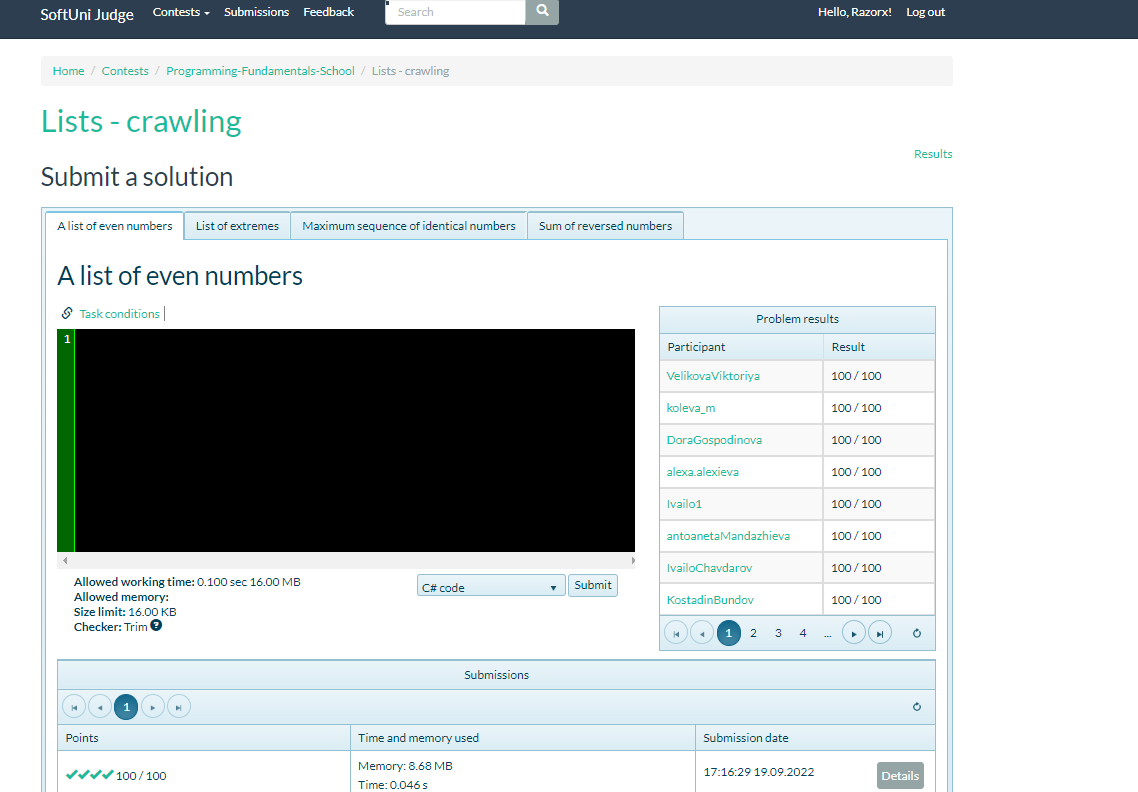 SoftUni Judge Contests Submissions Feedback Search Hello, Razorx! Log out
Home / Contests / Programming-Fundamentals-School / Lists - crawling
Lists - crawling
Results
Submit a solution
A list of even numbers List of extremes Maximum sequence of identical numbers Sum of reversed numbers
A list of even numbers
Task conditions
1
Allowed working time: 0.100 sec 16.00 MB
Allowed memory:
Size limit: 16.00 KB
Checker: Trim
C# code Submit
Problem results
Participant Result
VelikovaViktoriya 100 / 100
koleva_m 100 / 100
DoraGospodinova 100 / 100
alexa.alexieva 100 / 100
Ivailo1 100 / 100
antoanetaMandazhieva 100 / 100
IvailoChavdarov 100 / 100
KostadinBundov 100 / 100
1 2 3 4 ...
Submissions
1
Points Time and memory used Submission date
100 / 100 Memory: 8.68 MB 17:16:29 19.09.2022 Details
Time: 0.046 s